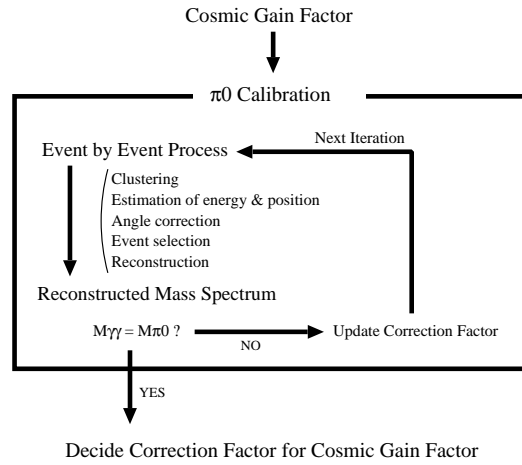 Cosmic Gain Factor
π0 Calibration
Next Iteration
Event by Event Process
Clustering
Estimation of energy & position
Angle correction
Event selection
Reconstruction
Reconstructed Mass Spectrum
Mγγ = Mπ0 ?
NO
Update Correction Factor
YES
Decide Correction Factor for Cosmic Gain Factor